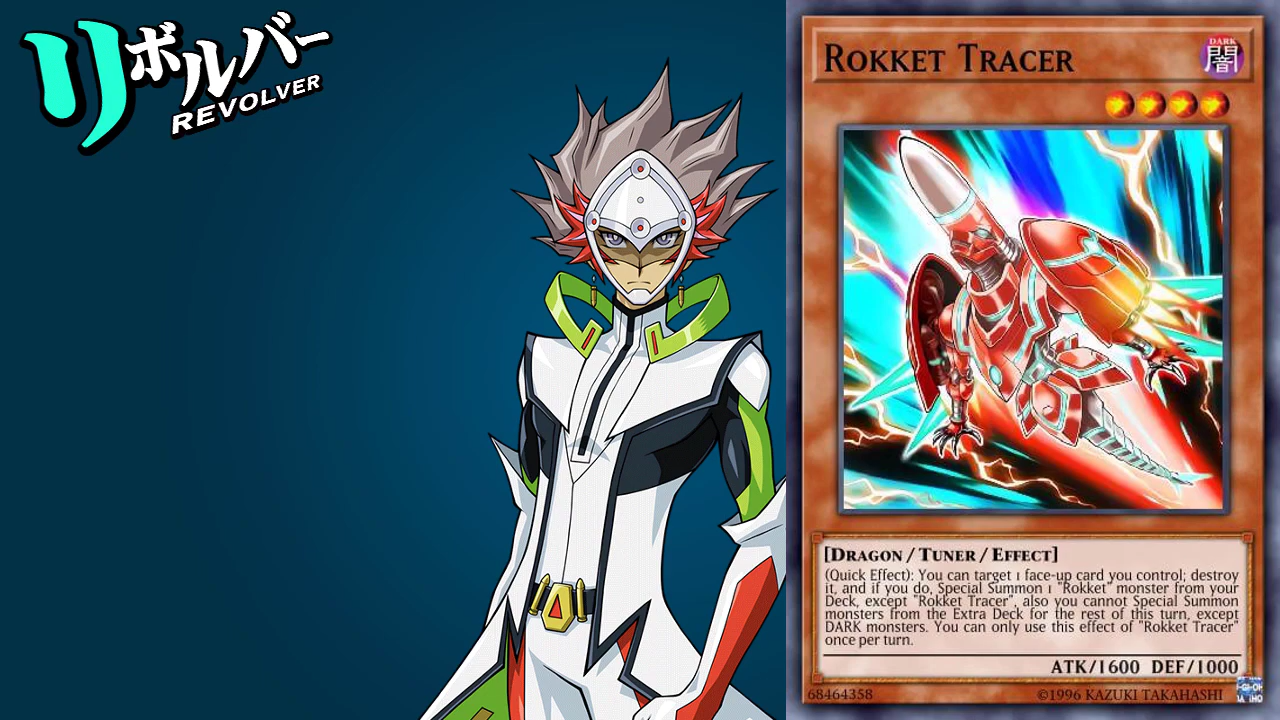 リボルバー
REVOLVER
ROKKET TRACER
DARK
闇
[DRAGON / TUNER / EFFECT]
(Quick Effect): You can target 1 face-up card you control; destroy
it, and if you do, Special Summon 1 "Rokket" monster from your
Deck, except "Rokket Tracer", also you cannot Special Summon
monsters from the Extra Deck for the rest of this turn, except
DARK monsters. You can only use this effect of "Rokket Tracer"
once per turn.
ATK/1600 DEF/1000
68464358
©1996 KAZUKI TAKAHASHI